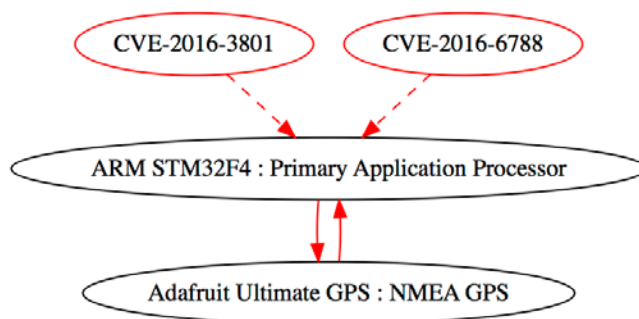 CVE-2016-3801
CVE-2016-6788
ARM STM32F4 : Primary Application Processor
Adafruit Ultimate GPS : NMEA GPS